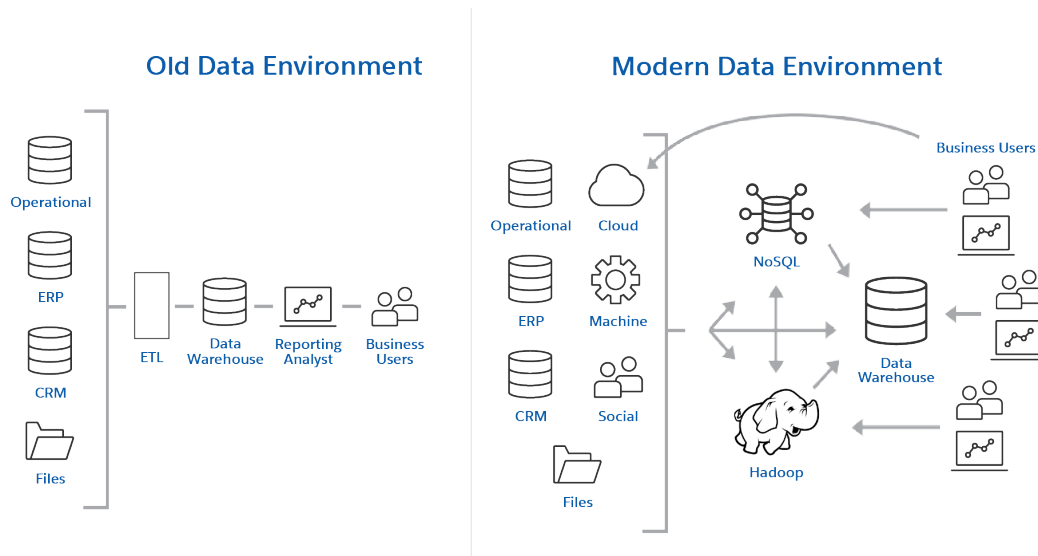 Old Data Environment
Operational
ERP
CRM
Files
ETL
Data
Warehouse
Reporting
Analyst
Business
Users
Modern Data Environment
Operational
Cloud
ERP
Machine
CRM
Social
Files
NoSQL
Hadoop
Data
Warehouse
Business Users